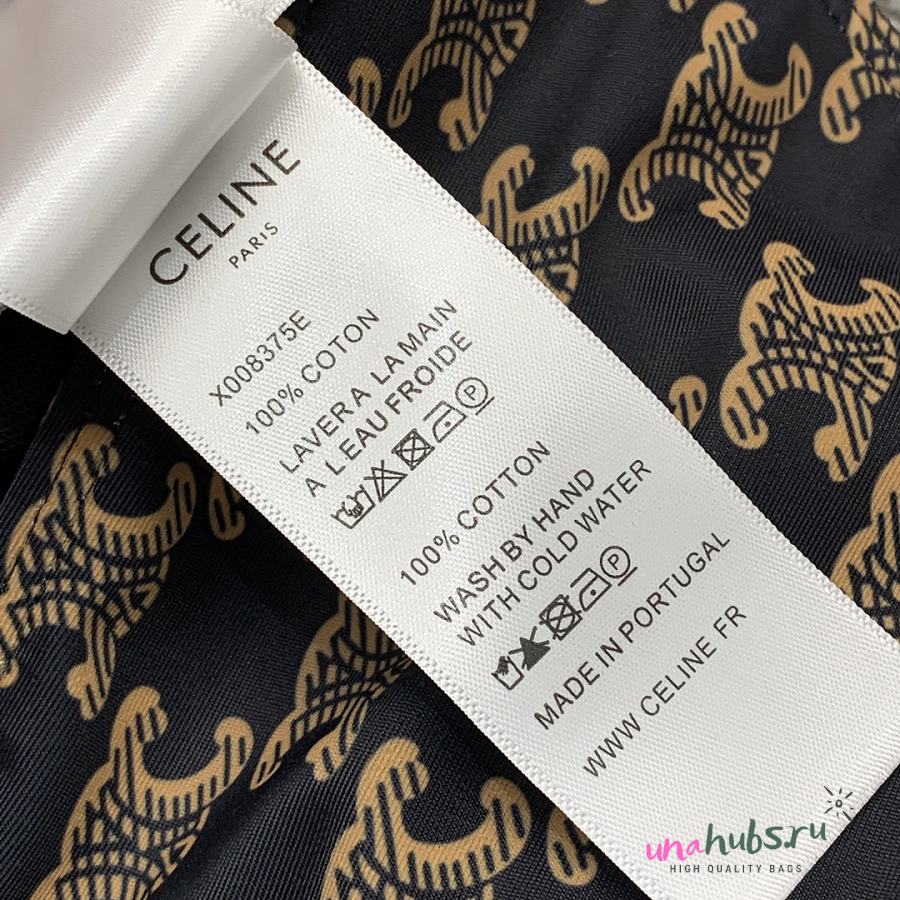 CELINE
PARIS
X008375E
100% COTON
LAVER A LA MAIN
A LEAU FROIDE
P
100% COTTON
WASH BY HAND
WITH COLD WATER
P
MADE IN PORTUGAL
WWW CELINE FR
unahubs.ru
HIGH QUALITY BAGS